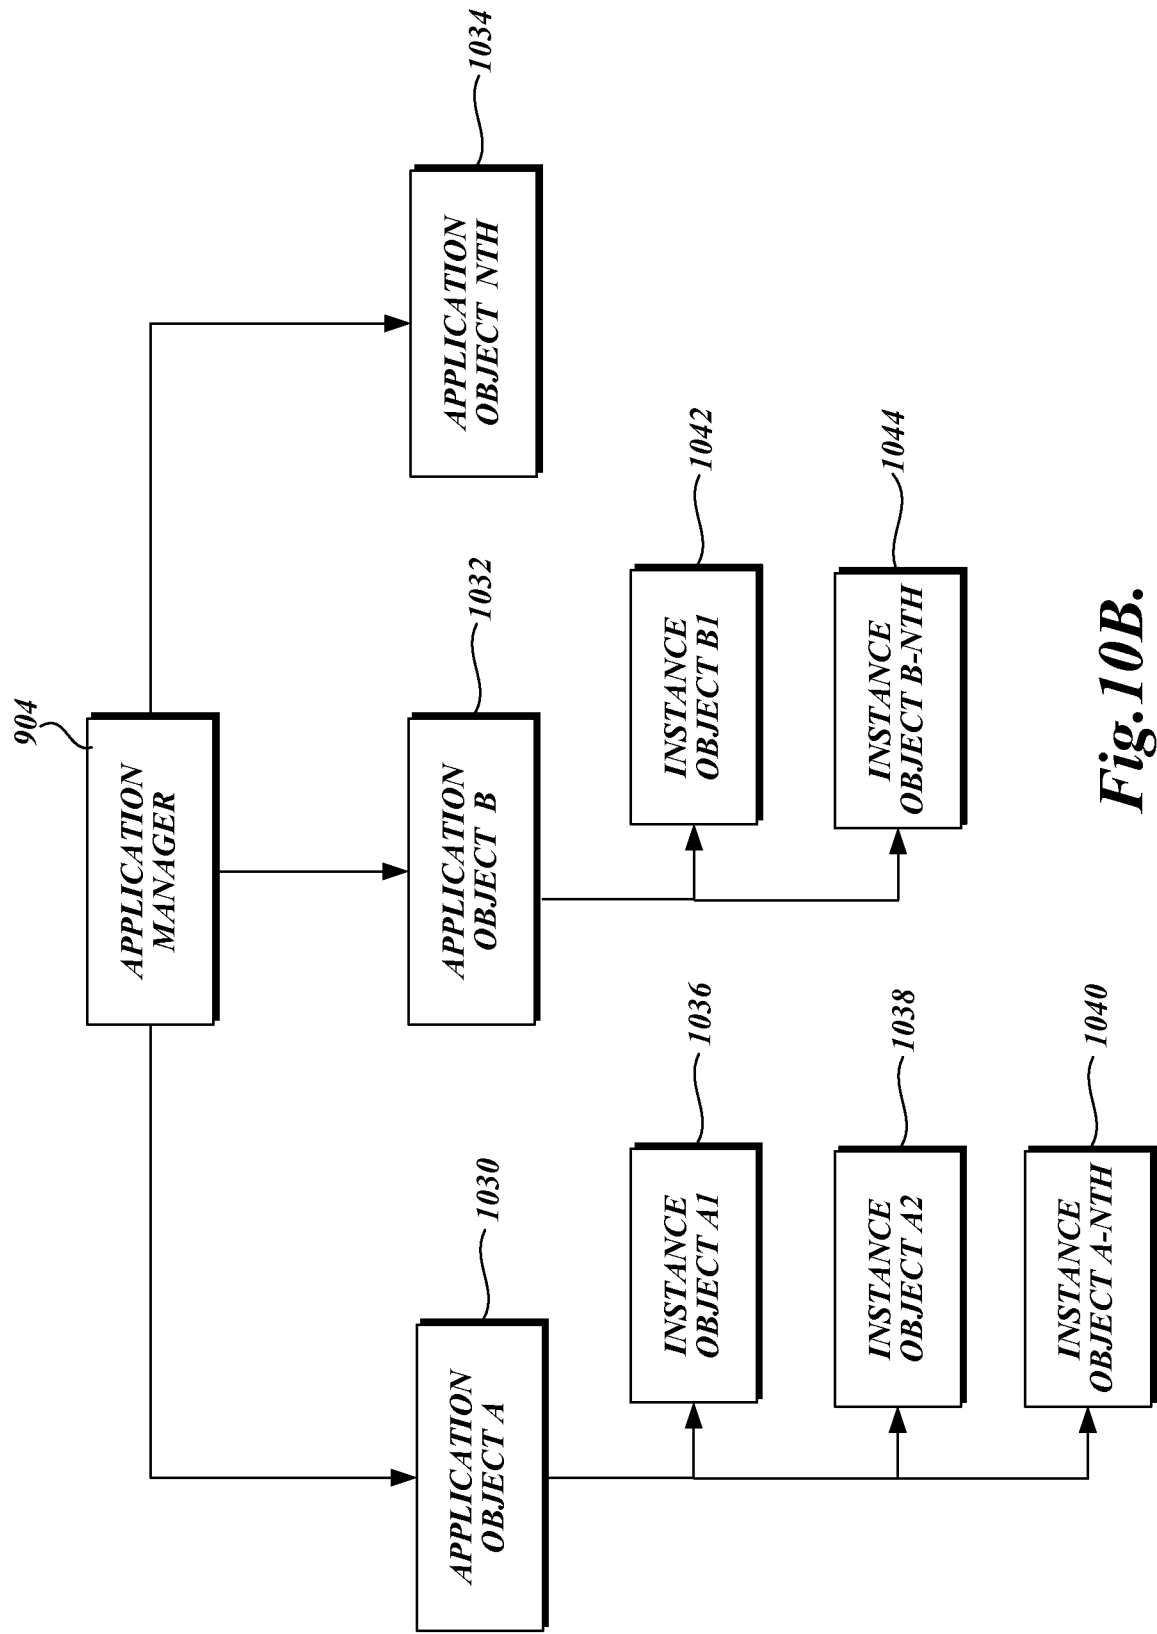 904
APPLICATION
MANAGER
1030
APPLICATION
OBJECT A
1032
APPLICATION
OBJECT B
1034
APPLICATION
OBJECT NTH
1036
INSTANCE
OBJECT A1
1042
INSTANCE
OBJECT B1
1038
INSTANCE
OBJECT A2
1044
INSTANCE
OBJECT B-NTH
1040
INSTANCE
OBJECT A-NTH
Fig.10B.